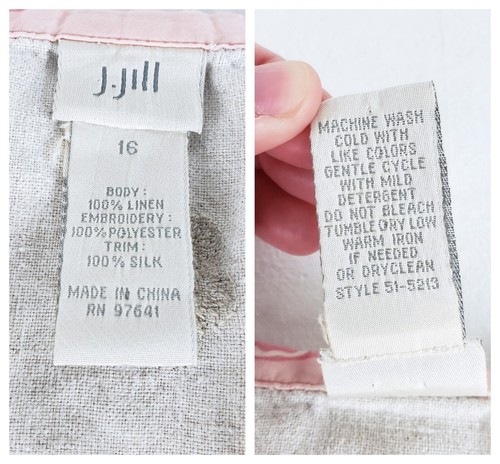 J.Jill
16
BODY:
100% LINEN
EMBROIDERY:
100% POLYESTER
TRIM:
100% SILK
MADE IN CHINA
RN 97641
MACHINE WASH
COLD WITH
LIKE COLORS
GENTLE CYCLE
WITH MILD
DETERGENT
DO NOT BLEACH
TUMBLE DRY LOW
WARM IRON
IF NEEDED
OR DRYCLEAN
STYLE 51-5213